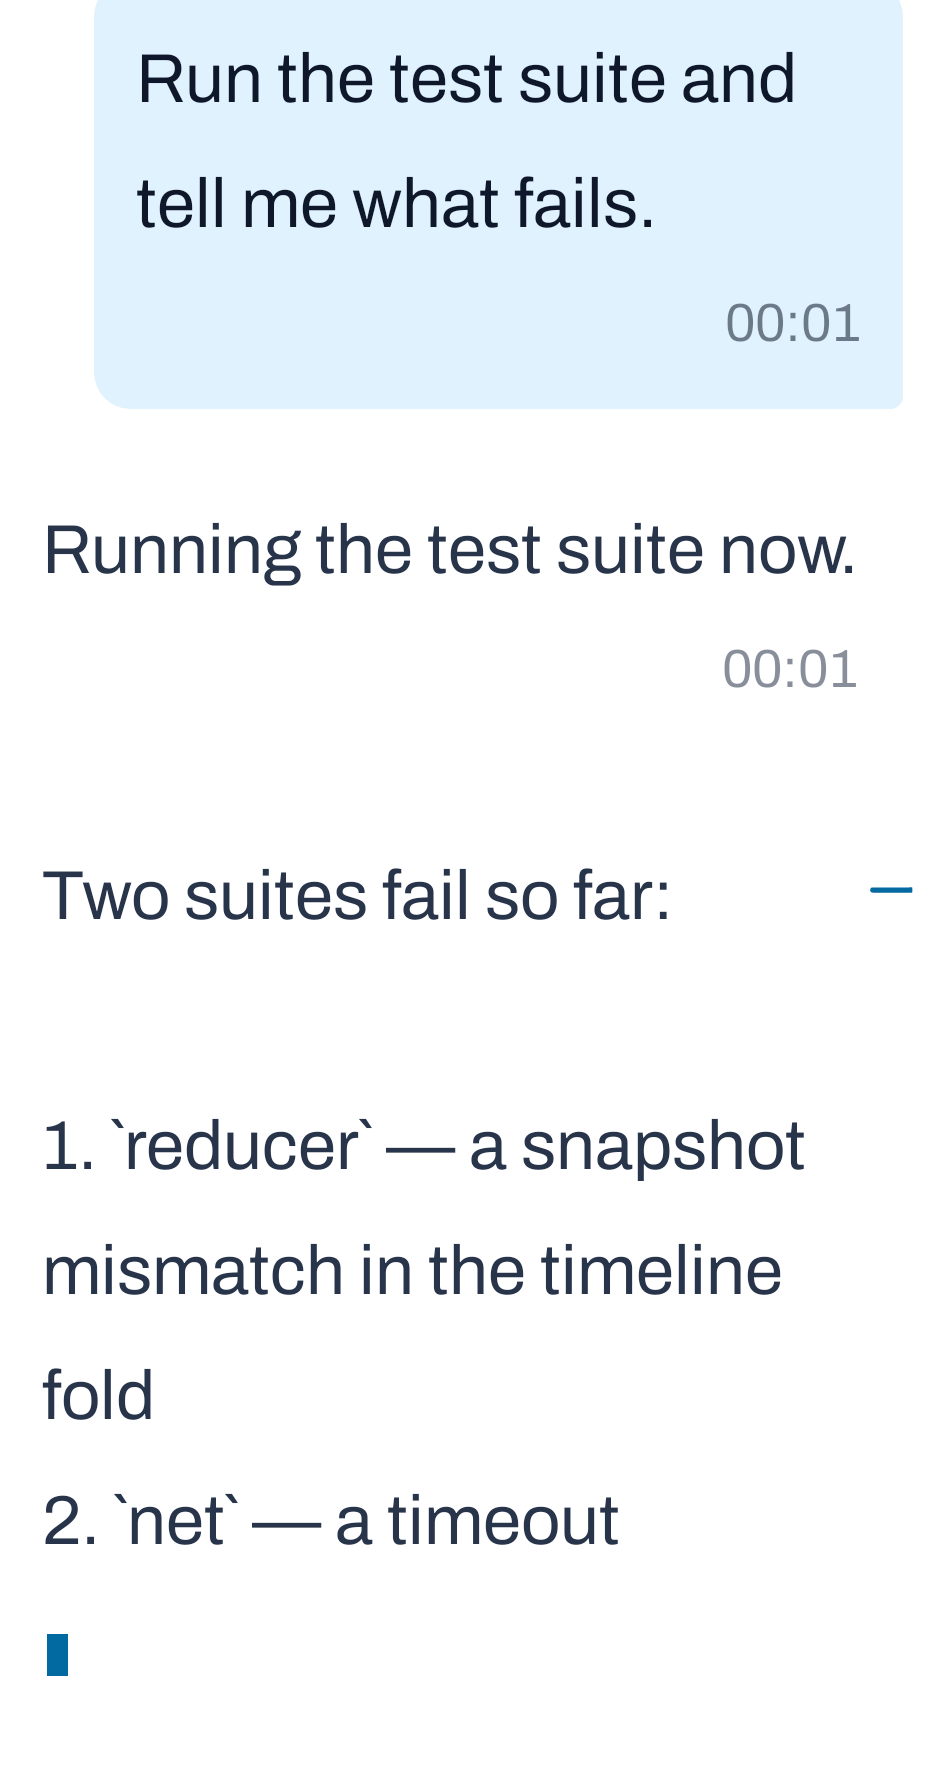 Run the test suite and
tell me what fails.
00:01
Running the test suite now.
00:01
Two suites fail so far:
1. `reducer` — a snapshot
mismatch in the timeline
fold
2. `net` — a timeout